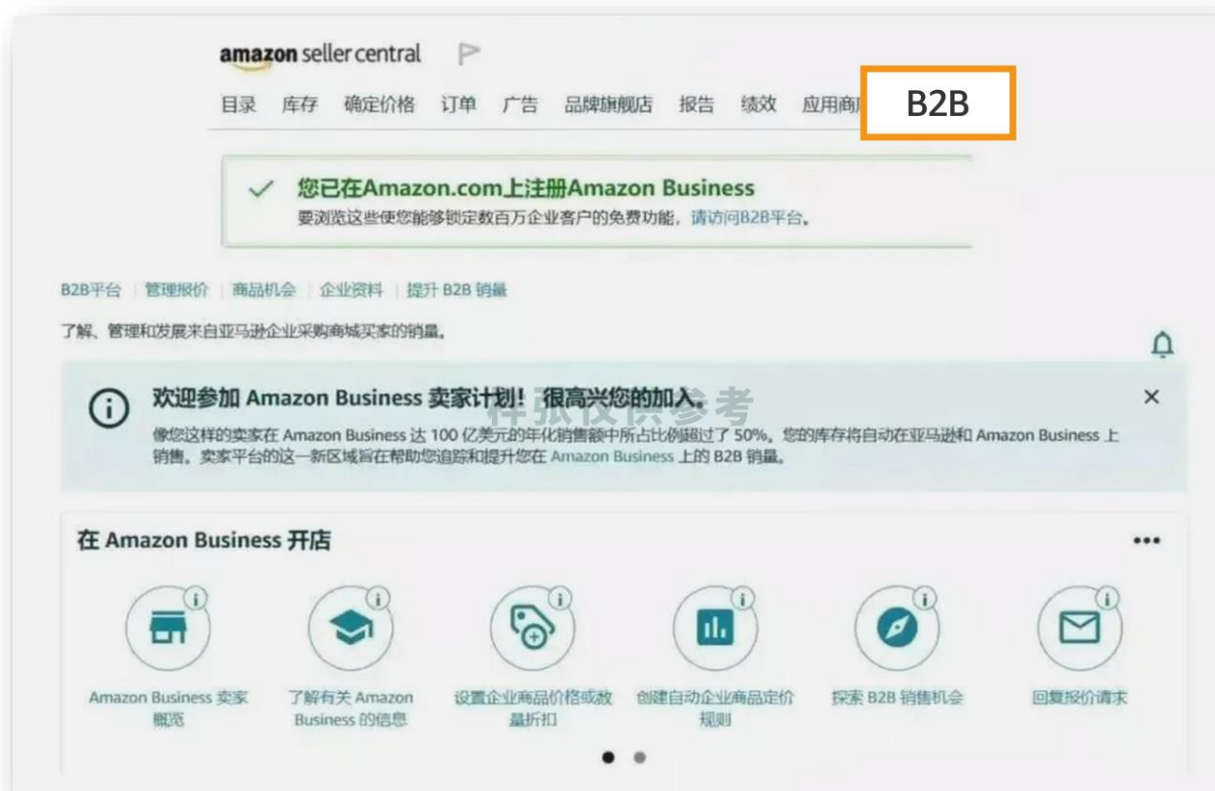 amazon seller central
目录 库存 确定价格 订单 广告 品牌旗舰店 报告 绩效 应用商 B2B
您已在Amazon.com上注册Amazon Business
要浏览这些使您能够锁定数百万企业客户的免费功能，请访问B2B平台。
B2B平台 | 管理报价 | 商品机会 | 企业资料 | 提升 B2B 销量
了解、管理和发展来自亚马逊企业采购商城买家的销量。
欢迎参加 Amazon Business 卖家计划！很高兴您的加入。
样张仅供参考
像您这样的卖家在 Amazon Business 达 100 亿美元的年化销售额中所占比例超过了 50%。您的库存将自动在亚马逊和 Amazon Business 上
销售。卖家平台的这一新区域旨在帮助您追踪和提升您在 Amazon Business 上的 B2B 销量。
在 Amazon Business 开店
Amazon Business 卖家
概览
了解有关 Amazon
Business 的信息
设置企业商品价格或数
量折扣
创建自动企业商品定价
规则
探索 B2B 销售机会
回复报价请求